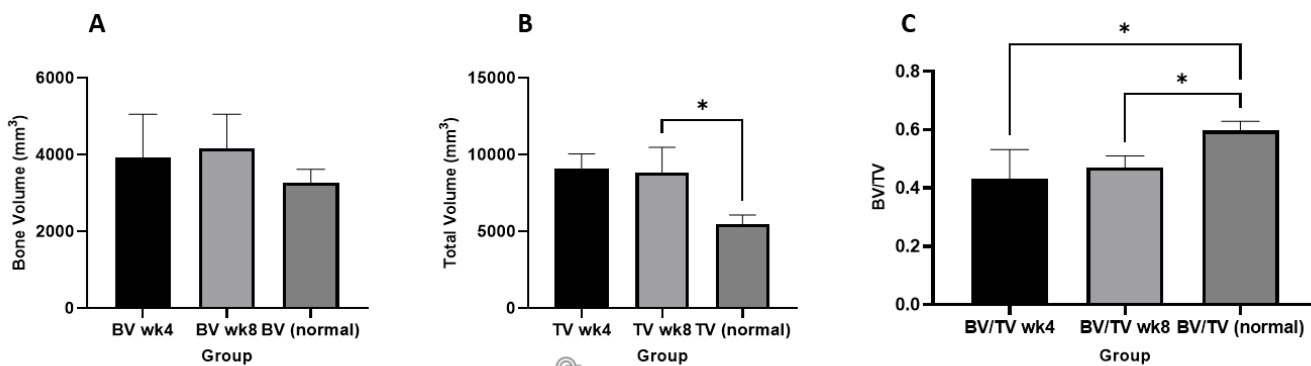 A
Bone Volume (mm³)
6000
4000
2000
0
BV wk4 BV wk8 BV (normal)
Group
B
Total Volume (mm³)
15000
10000
5000
0
*
TV wk4 TV wk8 TV (normal)
Group
C
BV/TV
0.8
0.6
0.4
0.2
0.0
*
*
BV/TV wk4 BV/TV wk8 BV/TV (normal)
Group